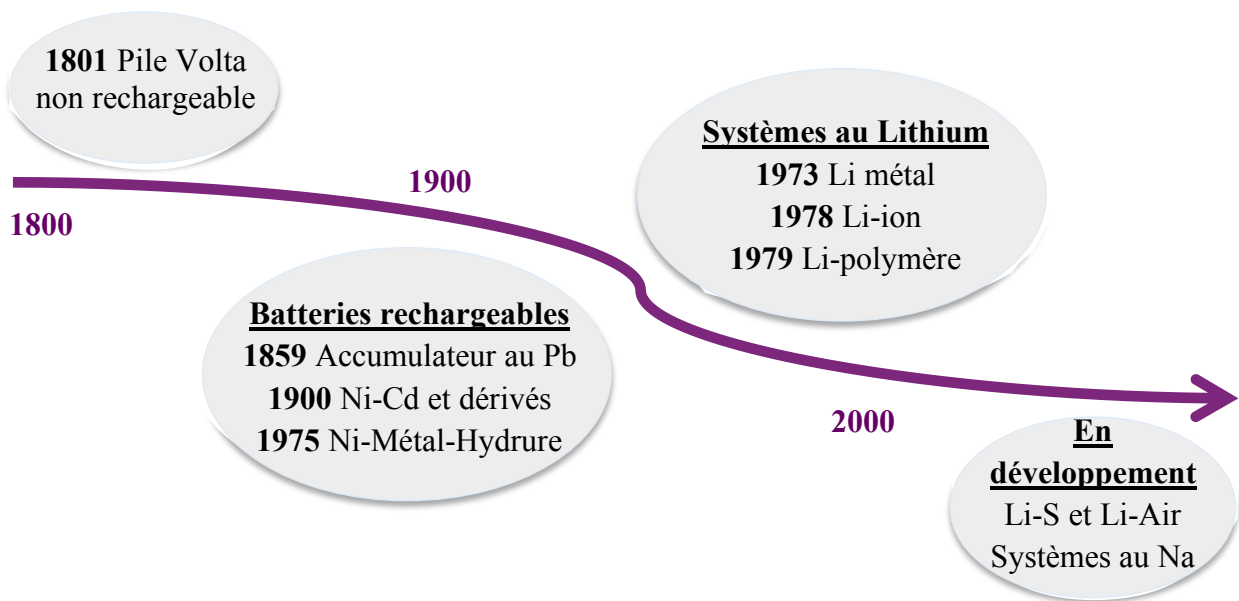 1801 Pile Volta
non rechargeable
1800
1900
Batteries rechargeables
1859 Accumulateur au Pb
1900 Ni-Cd et dérivés
1975 Ni-Métal-Hydrure
Systèmes au Lithium
1973 Li métal
1978 Li-ion
1979 Li-polymère
2000
En
développement
Li-S et Li-Air
Systèmes au Na